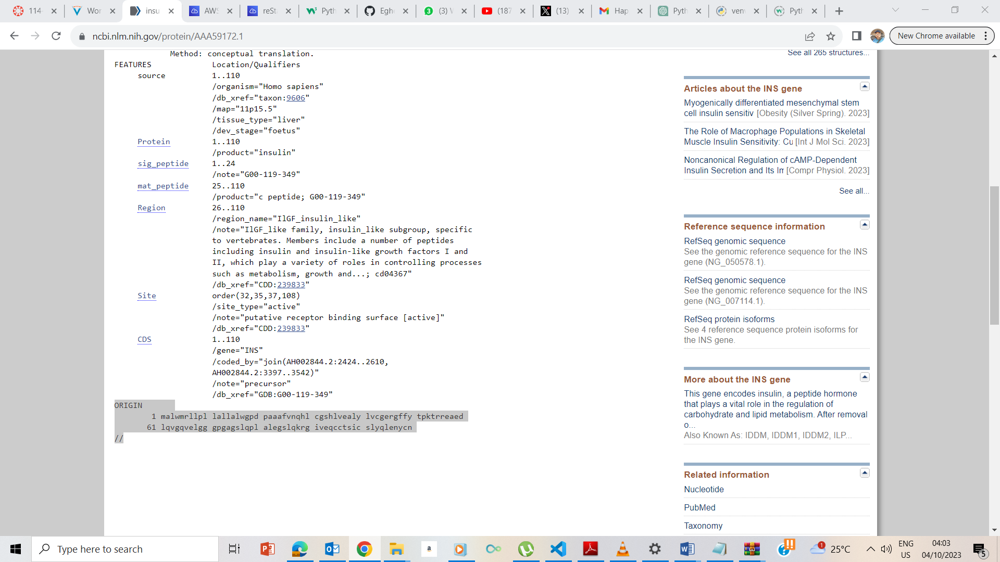 114-
Wor
insu
AWS
reSt
Pyth
Eghe
(3) V
(187
(13)
Hap
Pyth
ven
Pyth
ncbi.nlm.nih.gov/protein/AAA59172.1
New Chrome available
Method: conceptual translation.
FEATURES Location/Qualifiers
source 1..110
/organism="Homo sapiens"
/db_xref="taxon:9606"
/map="11p15.5"
/tissue_type="liver"
/dev_stage="foetus"
Protein 1..110
/product="insulin"
sig_peptide 1..24
/note="G00-119-349"
mat_peptide 25..110
/product="c peptide; G00-119-349"
Region 26..110
/region_name="IlGF_insulin_like"
/note="IlGF_like family, insulin_like subgroup, specific
to vertebrates. Members include a number of peptides
including insulin and insulin-like growth factors I and
II, which play a variety of roles in controlling processes
such as metabolism, growth and...; cd04367"
/db_xref="CDD:239833"
Site order(32,35,37,108)
/site_type="active"
/note="putative receptor binding surface [active]"
/db_xref="CDD:239833"
CDS 1..110
/gene="INS"
/coded_by="join(AH002844.2:2424..2610,
AH002844.2:3397..3542)"
/note="precursor"
/db_xref="GDB:G00-119-349"
ORIGIN
1 malwmrllpl lallalwgpd paaafvnqhl cgshlvealy lvcgergffy tpktrreaed
61 lqvgqvelgg gpgagslqpl alegslqkrg iveqcctsic slyqlenycn
//
See all 265 structures...
Articles about the INS gene
Myogenically differentiated mesenchymal stem
cell insulin sensitiv [Obesity (Silver Spring). 2023]
The Role of Macrophage Populations in Skeletal
Muscle Insulin Sensitivity: Cu [Int J Mol Sci. 2023]
Noncanonical Regulation of cAMP-Dependent
Insulin Secretion and Its Im [Compr Physiol. 2023]
See all...
Reference sequence information
RefSeq genomic sequence
See the genomic reference sequence for the INS
gene (NG_050578.1).
RefSeq genomic sequence
See the genomic reference sequence for the INS
gene (NG_007114.1).
RefSeq protein isoforms
See 4 reference sequence protein isoforms for
the INS gene.
More about the INS gene
This gene encodes insulin, a peptide hormone
that plays a vital role in the regulation of
carbohydrate and lipid metabolism. After removal
o...
Also Known As: IDDM, IDDM1, IDDM2, ILP...
Related information
Nucleotide
PubMed
Taxonomy
Type here to search
a
1
25°C
ENG
US
04:03
04/10/2023
5